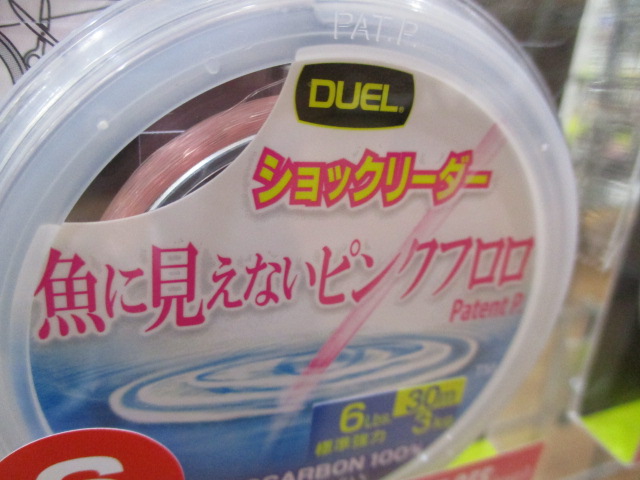 PAT.P.
DUEL
ショックリーダー
魚に見えないピンクフロロ
Patent P.
6Lbs. 30m
標準強力 3kg
CARBON 100%